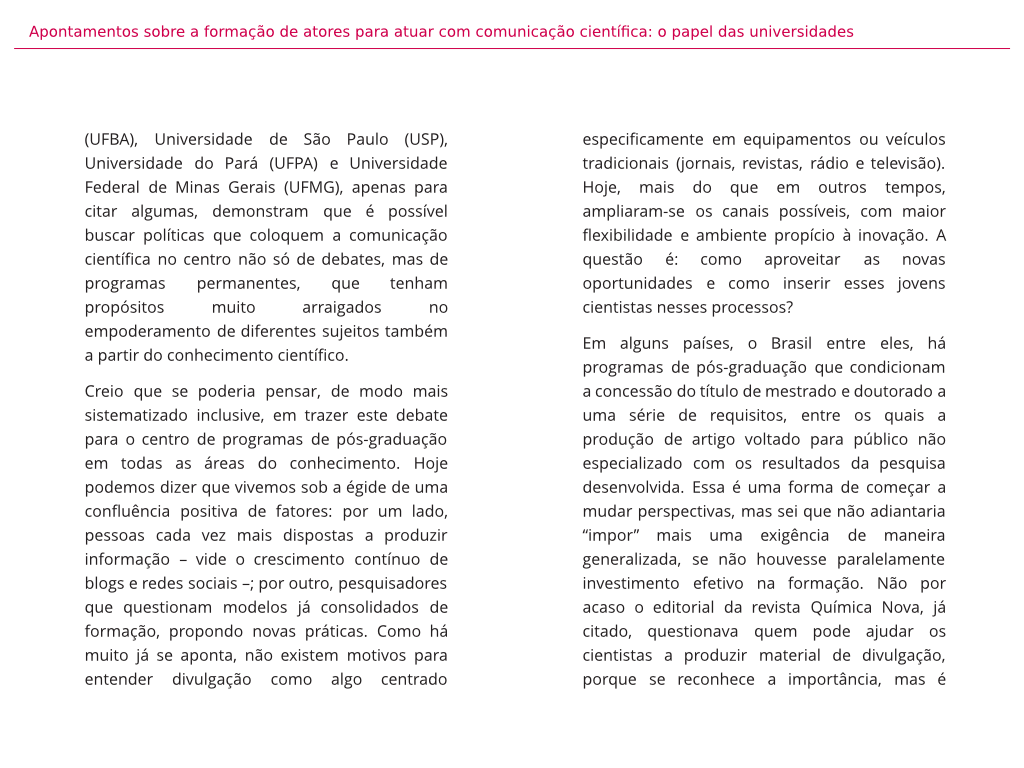 Apontamentos sobre a formação de atores para atuar com comunicação científica: o papel das universidades
(UFBA), Universidade de São Paulo (USP),
Universidade do Pará (UFPA) e Universidade
Federal de Minas Gerais (UFMG), apenas para
citar algumas, demonstram que é possível
buscar políticas que coloquem a comunicação
científica no centro não só de debates, mas de
programas permanentes, que tenham
propósitos muito arraigados no
empoderamento de diferentes sujeitos também
a partir do conhecimento científico.
Creio que se poderia pensar, de modo mais
sistematizado inclusive, em trazer este debate
para o centro de programas de pós-graduação
em todas as áreas do conhecimento. Hoje
podemos dizer que vivemos sob a égide de uma
confluência positiva de fatores: por um lado,
pessoas cada vez mais dispostas a produzir
informação – vide o crescimento contínuo de
blogs e redes sociais –; por outro, pesquisadores
que questionam modelos já consolidados de
formação, propondo novas práticas. Como há
muito já se aponta, não existem motivos para
entender divulgação como algo centrado
especificamente em equipamentos ou veículos
tradicionais (jornais, revistas, rádio e televisão).
Hoje, mais do que em outros tempos,
ampliaram-se os canais possíveis, com maior
flexibilidade e ambiente propício à inovação. A
questão é: como aproveitar as novas
oportunidades e como inserir esses jovens
cientistas nesses processos?
Em alguns países, o Brasil entre eles, há
programas de pós-graduação que condicionam
a concessão do título de mestrado e doutorado a
uma série de requisitos, entre os quais a
produção de artigo voltado para público não
especializado com os resultados da pesquisa
desenvolvida. Essa é uma forma de começar a
mudar perspectivas, mas sei que não adiantaria
“impor” mais uma exigência de maneira
generalizada, se não houvesse paralelamente
investimento efetivo na formação. Não por
acaso o editorial da revista Química Nova, já
citado, questionava quem pode ajudar os
cientistas a produzir material de divulgação,
porque se reconhece a importância, mas é